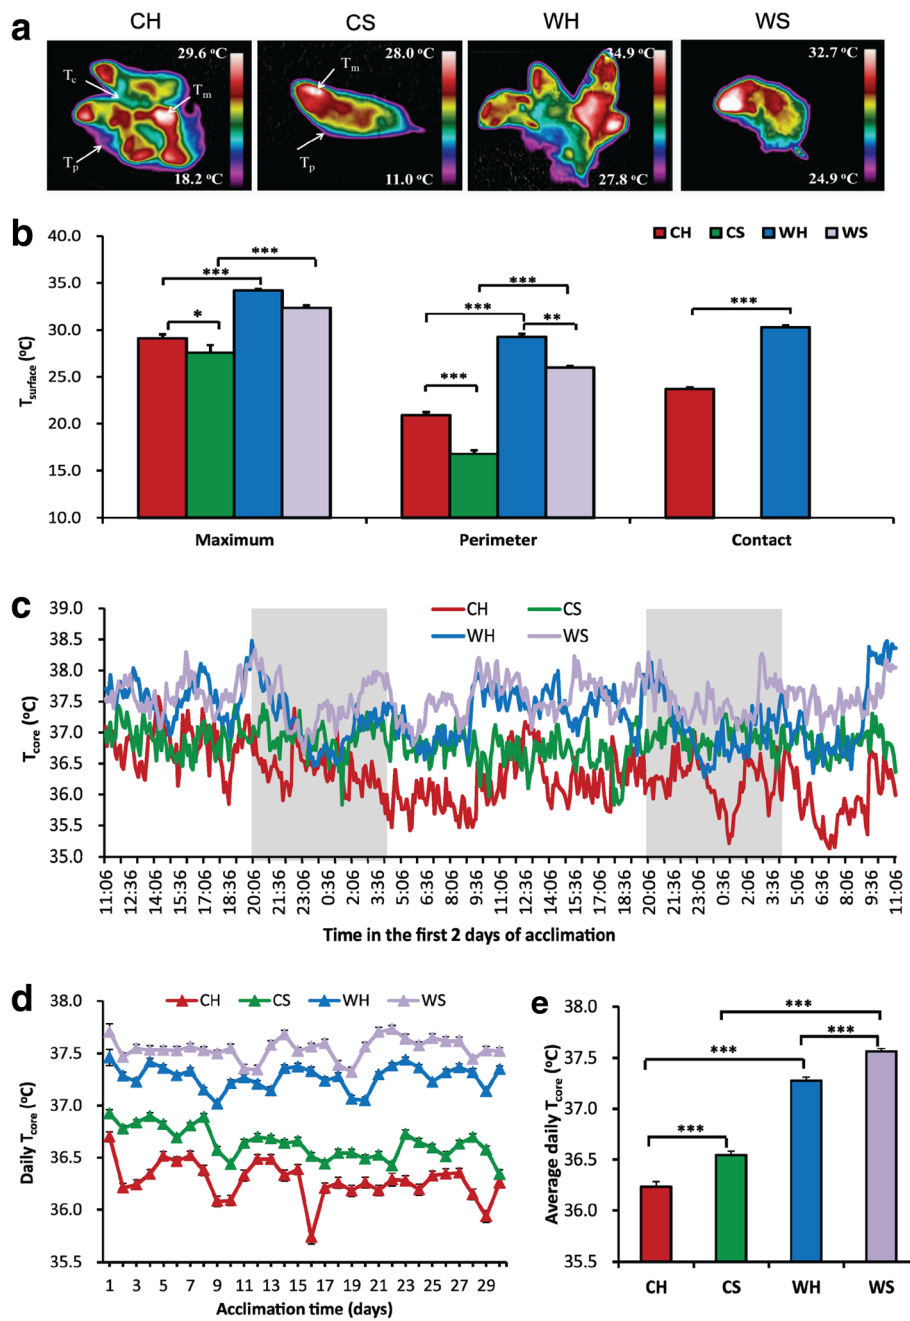 a
CH CS WH WS
29.6 °C 28.0 °C 34.9 °C 32.7 °C
Tc Tm Tp
Tm Tp
18.2 °C 11.0 °C 27.8 °C 24.9 °C
b
CH CS WH WS
40.0
35.0
30.0
25.0
20.0
15.0
10.0
Tsurface (°C)
*** *** *
*** *** *** **
***
Maximum Perimeter Contact
c
CH CS
WH WS
39.0
38.5
38.0
37.5
37.0
36.5
36.0
35.5
35.0
Tcore (°C)
11:06 12:36 14:06 15:36 17:06 18:36 20:06 21:36 23:06 0:36 2:06 3:36 5:06 6:36 8:06 9:36 11:06 12:36 14:06 15:36 17:06 18:36 20:06 21:36 23:06 0:36 2:06 3:36 5:06 6:36 8:06 9:36 11:06
Time in the first 2 days of acclimation
d
CH CS WH WS
38.0
37.5
37.0
36.5
36.0
35.5
Daily Tcore (°C)
1 3 5 7 9 11 13 15 17 19 21 23 25 27 29
Acclimation time (days)
e
38.0
37.5
37.0
36.5
36.0
35.5
Average daily Tcore (°C)
***
***
***
***
CH CS WH WS